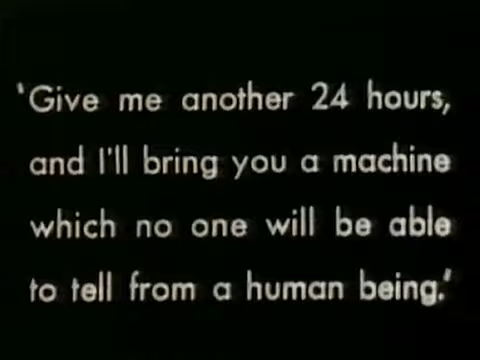 'Give me another 24 hours,
and I'll bring you a machine
which no one will be able
to tell from a human being.'